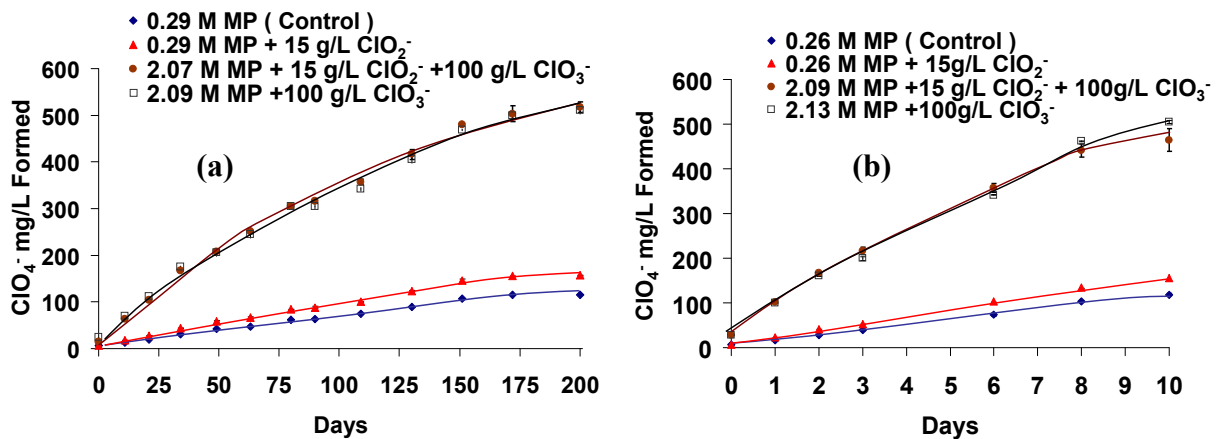 0.29 M MP ( Control )
0.29 M MP + 15 g/L ClO₂⁻
2.07 M MP + 15 g/L ClO₂⁻ +100 g/L ClO₃⁻
2.09 M MP +100 g/L ClO₃⁻
600
500
400
300
200
100
0
ClO₄⁻ mg/L Formed
(a)
0 25 50 75 100 125 150 175 200
Days
0.26 M MP ( Control )
0.26 M MP + 15g/L ClO₂⁻
2.09 M MP +15 g/L ClO₂⁻ + 100g/L ClO₃⁻
2.13 M MP +100g/L ClO₃⁻
600
500
400
300
200
100
0
ClO₄⁻ mg/L Formed
(b)
0 1 2 3 4 5 6 7 8 9 10
Days